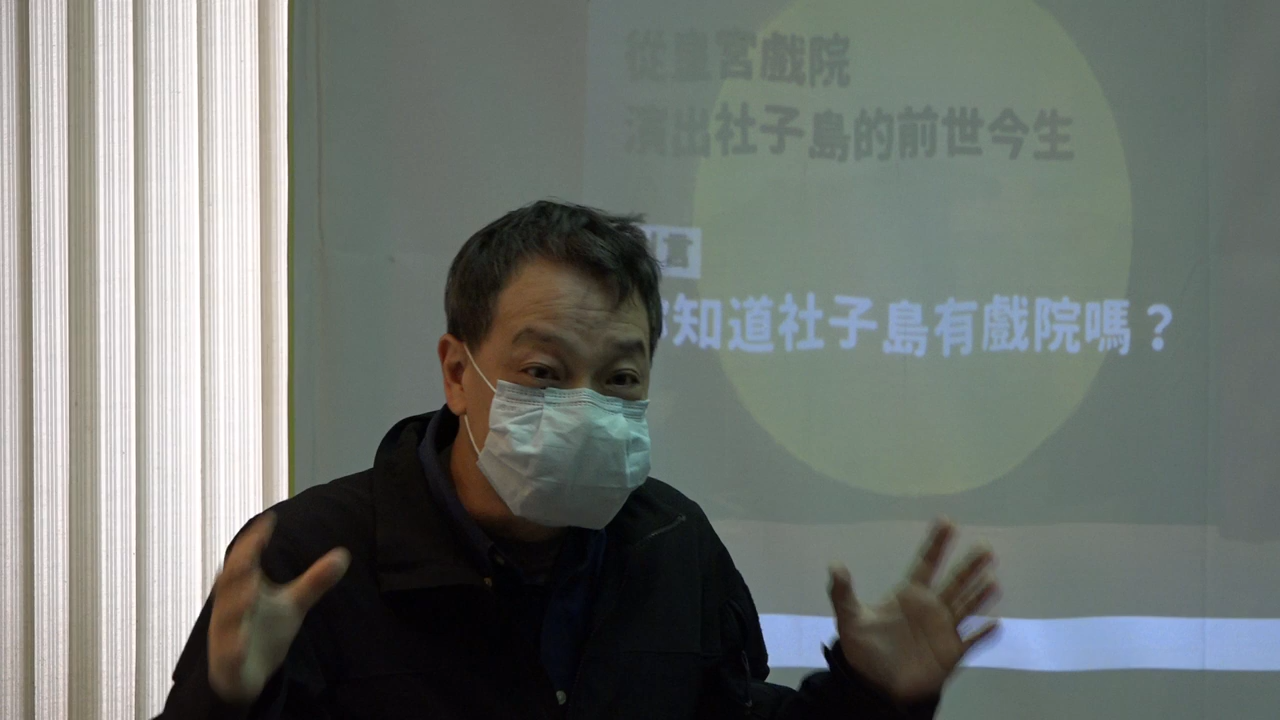 從皇宮戲院
演出社子島的前世今生
言
知道社子島有戲院嗎？